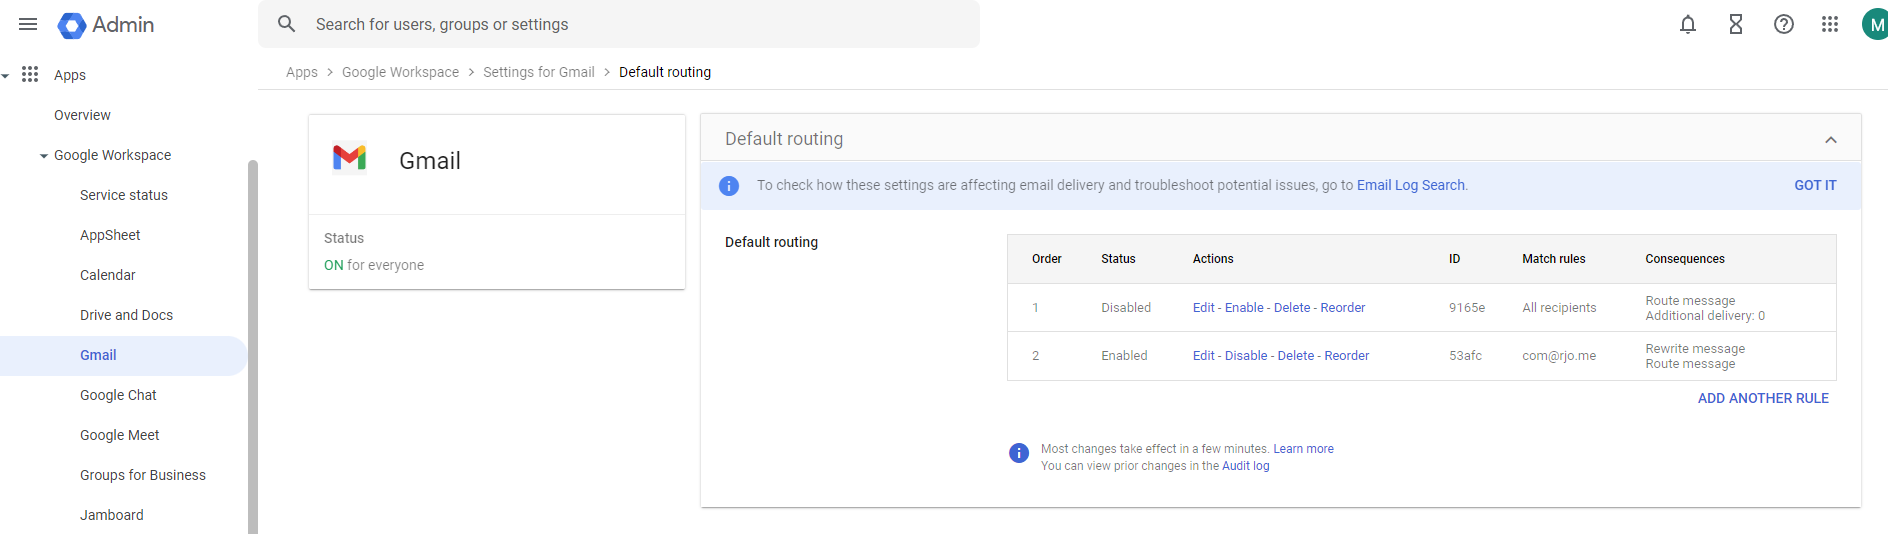 Admin
Search for users, groups or settings
M
Apps
Overview
Google Workspace
Service status
AppSheet
Calendar
Drive and Docs
Gmail
Google Chat
Google Meet
Groups for Business
Jamboard
Apps > Google Workspace > Settings for Gmail > Default routing
Gmail
Status
ON for everyone
Default routing
To check how these settings are affecting email delivery and troubleshoot potential issues, go to Email Log Search.
GOT IT
Default routing
Order Status Actions ID Match rules Consequences
1 Disabled Edit - Enable - Delete - Reorder 9165e All recipients Route message
Additional delivery: 0
2 Enabled Edit - Disable - Delete - Reorder 53afc com@rjo.me Rewrite message
Route message
ADD ANOTHER RULE
Most changes take effect in a few minutes. Learn more
You can view prior changes in the Audit log